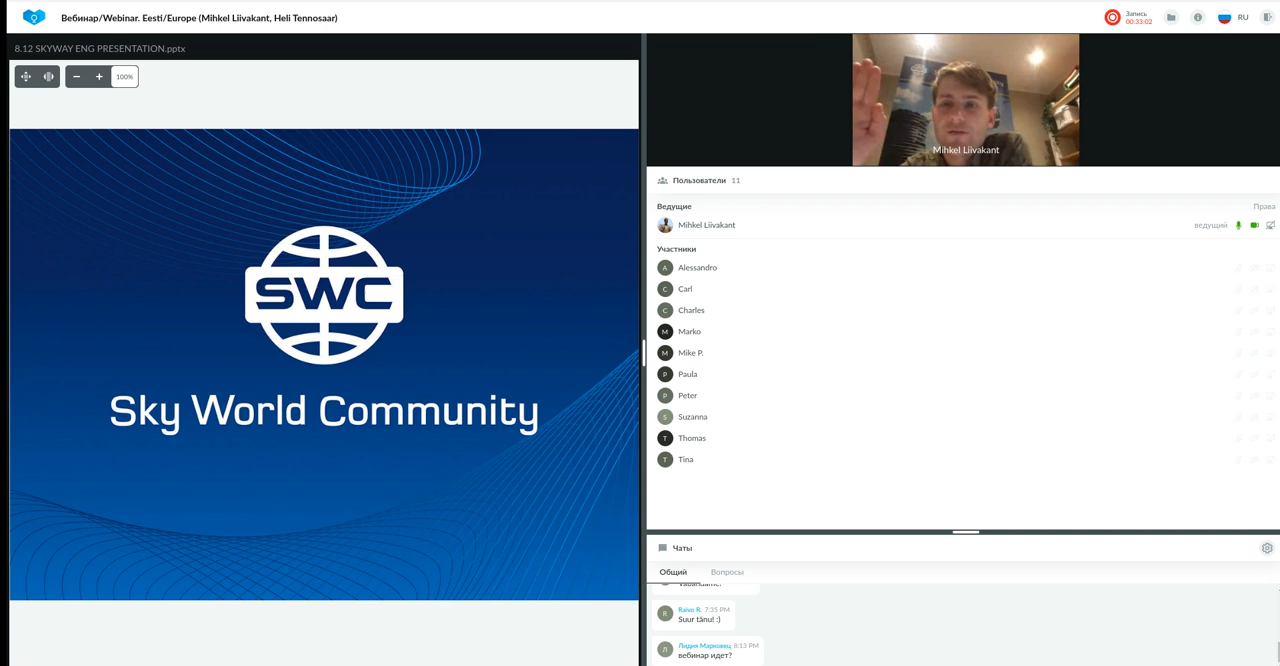 Вебинар/Webinar. Eesti/Europe (Mihkel Liivakant, Heli Tennosaar)
Запись
00:33:02
RU
8.12 SKYWAY ENG PRESENTATION.pptx
100%
SWC
Sky World Community
Mihkel Liivakant
Пользователи 11
Ведущие
Права
Mihkel Liivakant
ведущий
Участники
A Alessandro
C Carl
C Charles
M Marko
M Mike P.
P Paula
P Peter
S Suzanna
T Thomas
T Tina
Чаты
Общий
Вопросы
R
Raivo R. 7:35 PM
Suur tänu! :)
Л
Лидия Марковец 8:13 PM
вебинар идет?